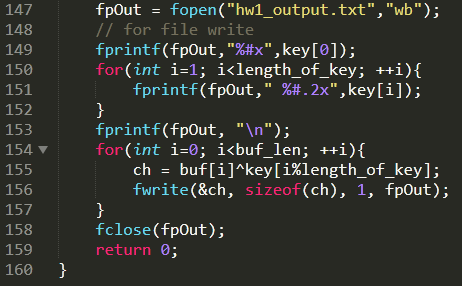 147 fpOut = fopen("hw1_output.txt","wb");
148 // for file write
149 fprintf(fpOut,"%#x",key[0]);
150 for(int i=1; i<length_of_key; ++i){
151 fprintf(fpOut," %#.2x",key[i]);
152 }
153 fprintf(fpOut, "\n");
154 for(int i=0; i<buf_len; ++i){
155 ch = buf[i]^key[i%length_of_key];
156 fwrite(&ch, sizeof(ch), 1, fpOut);
157 }
158 fclose(fpOut);
159 return 0;
160 }